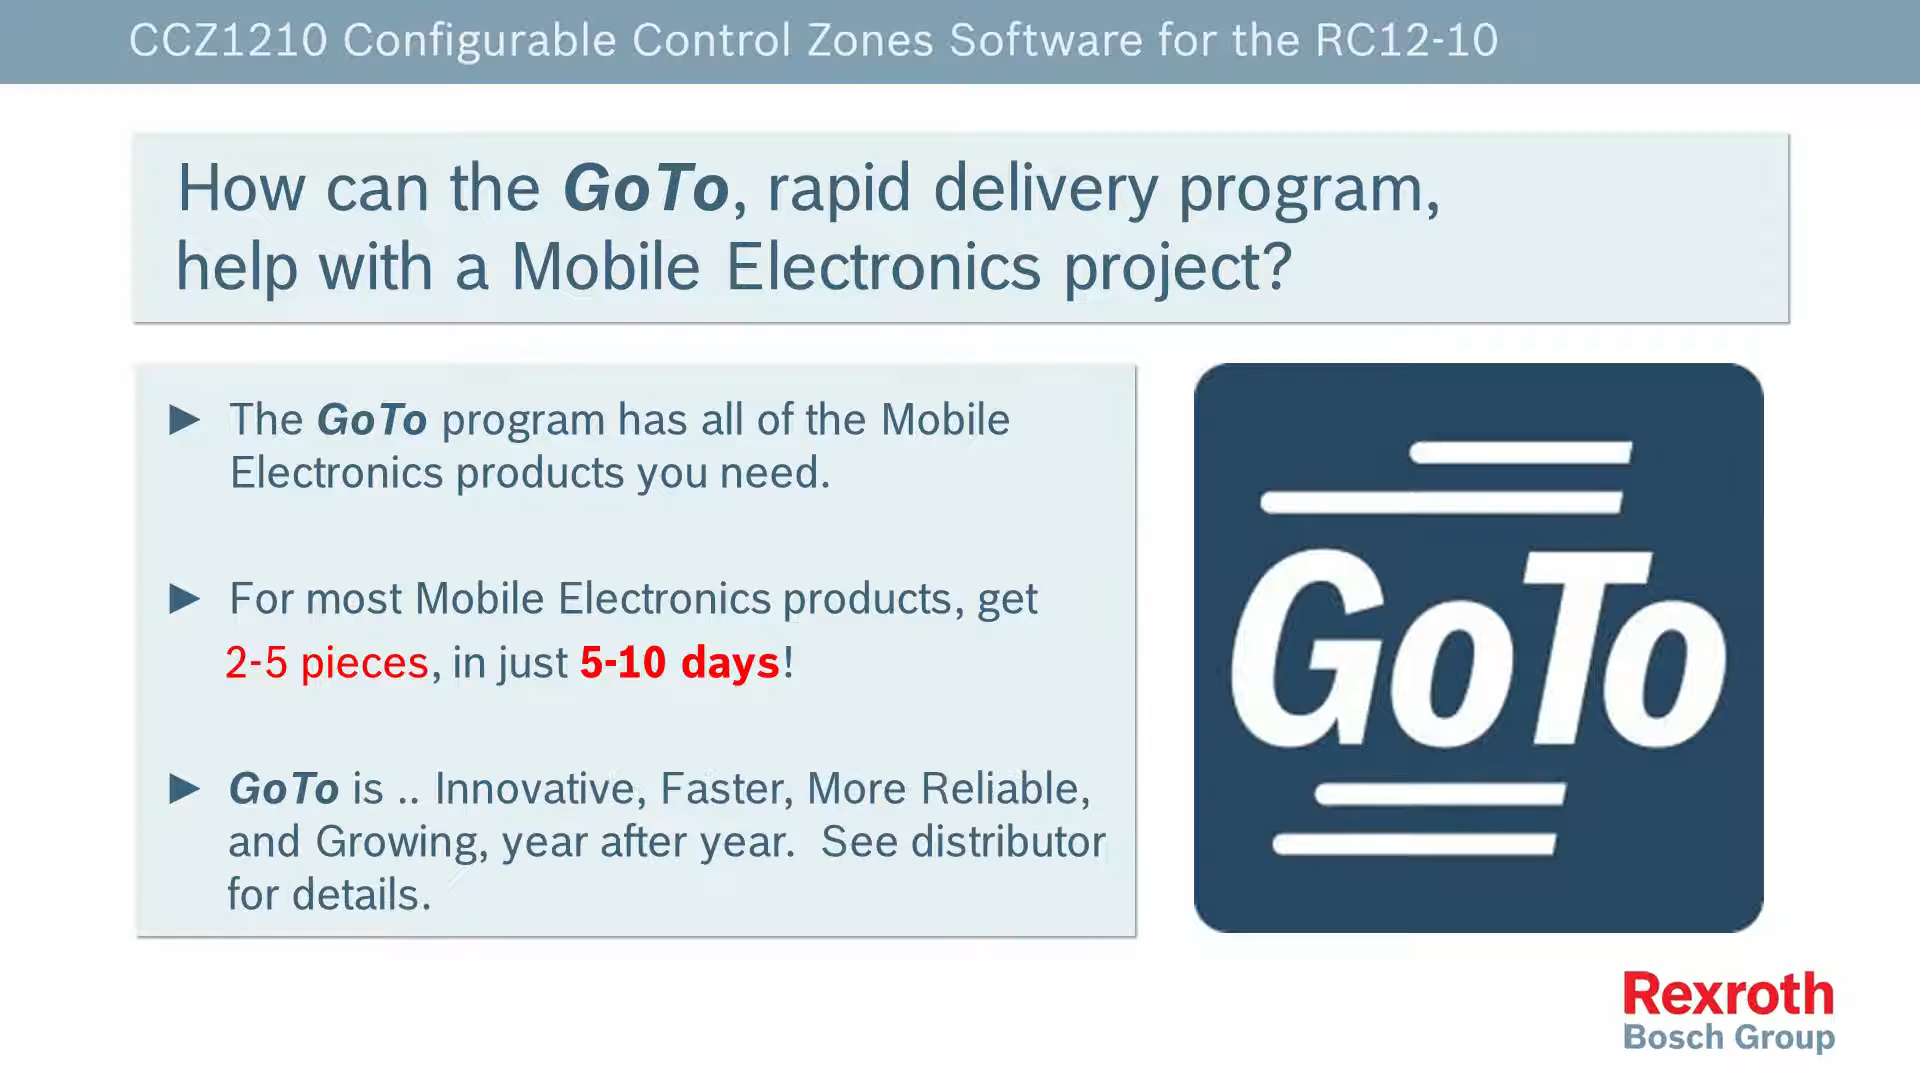 CCZ1210 Configurable Control Zones Software for the RC12-10
How can the GoTo, rapid delivery program,
help with a Mobile Electronics project?
► The GoTo program has all of the Mobile
Electronics products you need.
► For most Mobile Electronics products, get
2-5 pieces, in just 5-10 days!
► GoTo is .. Innovative, Faster, More Reliable,
and Growing, year after year. See distributor
for details.
GoTo
Rexroth
Bosch Group